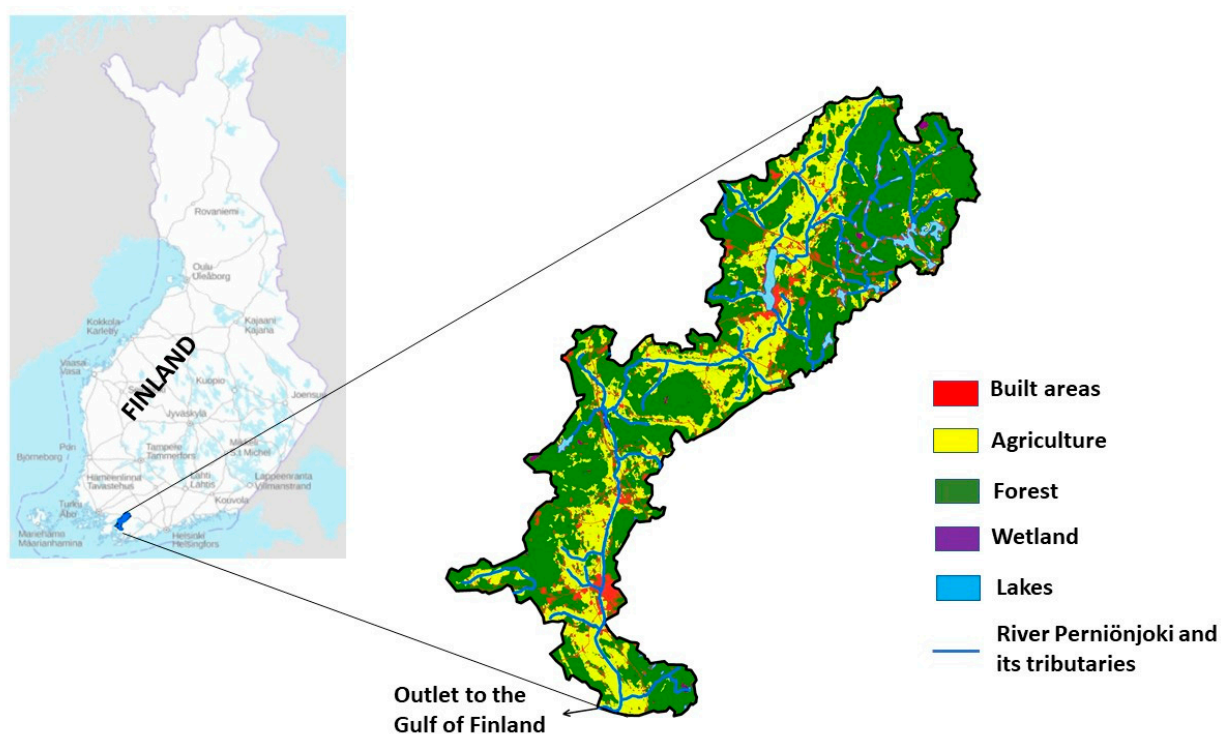 Rovaniemi
Oulu
Uleåborg
Kokkola
Karleby
Kajaani
Kajana
Vaasa
Vasa
FINLAND
Kuopio
Joensuu
Jyväskylä
Pori
Björneborg
Tampere
Tammerfors
Mikkeli
S:t Michel
Hämeenlinna
Tavastehus
Lahti
Lahtis
Lappeenranta
Villmanstrand
Kouvola
Turku
Åbo
Helsinki
Helsingfors
Maarianhamina
Built areas
Agriculture
Forest
Wetland
Lakes
River Perniönjoki and
its tributaries
Outlet to the
Gulf of Finland